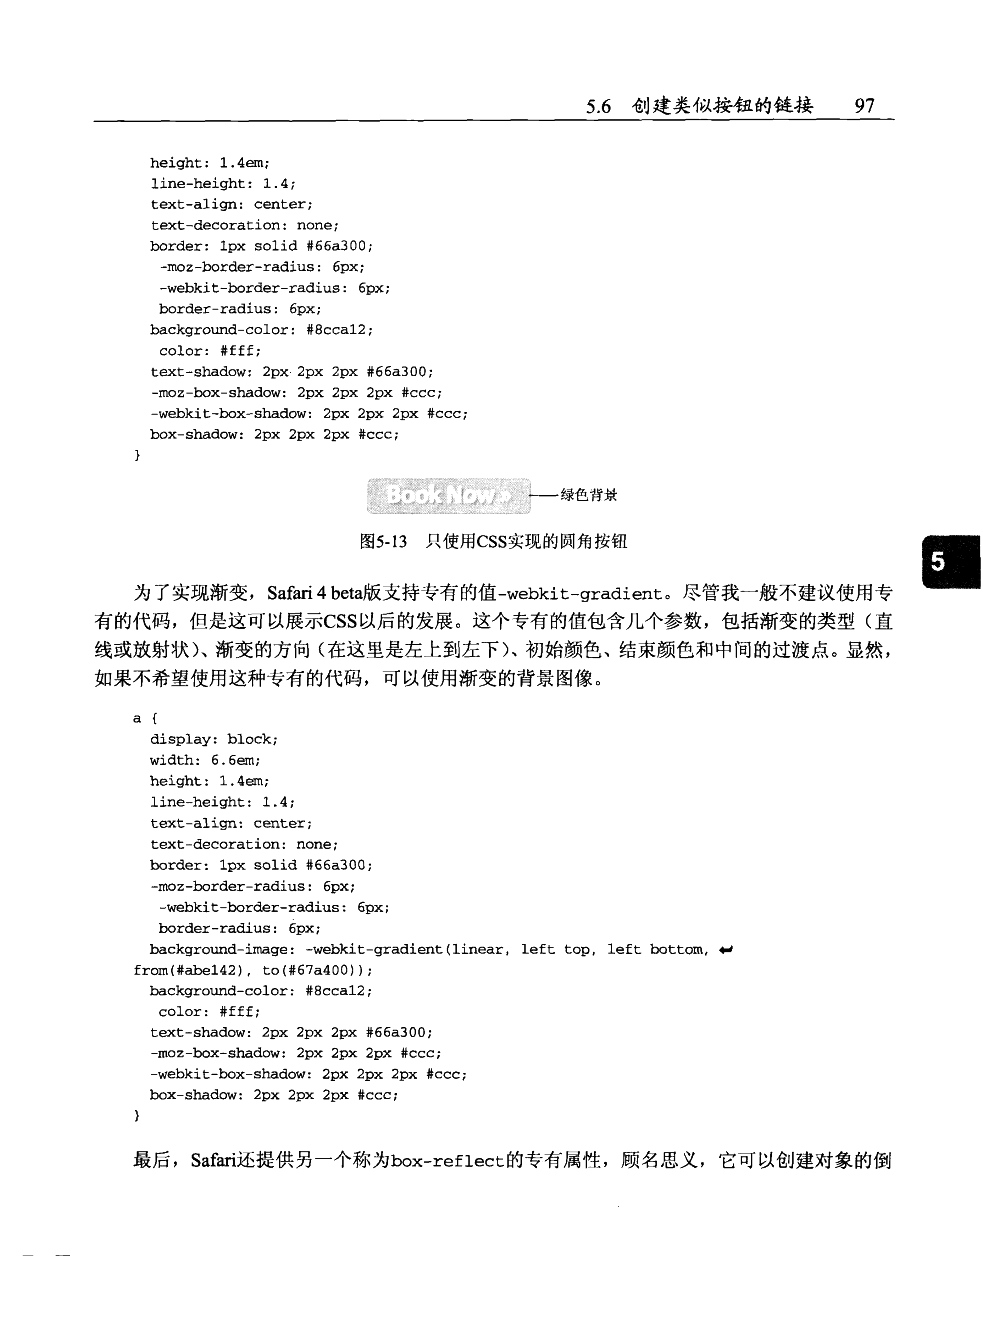 5.6 创建类似按钮的链接 97
height: 1.4em;
line-height: 1.4;
text-align: center;
text-decoration: none;
border: 1px solid #66a300;
-moz-border-radius: 6px;
-webkit-border-radius: 6px;
border-radius: 6px;
background-color: #8cca12;
color: #fff;
text-shadow: 2px 2px 2px #66a300;
-moz-box-shadow: 2px 2px 2px #ccc;
-webkit-box-shadow: 2px 2px 2px #ccc;
box-shadow: 2px 2px 2px #ccc;
}
Book Now » 绿色背景
图5-13 只使用CSS实现的圆角按钮
5
为了实现渐变，Safari 4 beta版支持专有的值-webkit-gradient。尽管我一般不建议使用专
有的代码，但是这可以展示CSS以后的发展。这个专有的值包含几个参数，包括渐变的类型（直
线或放射状）、渐变的方向（在这里是左上到左下）、初始颜色、结束颜色和中间的过渡点。显然，
如果不希望使用这种专有的代码，可以使用渐变的背景图像。
a {
display: block;
width: 6.6em;
height: 1.4em;
line-height: 1.4;
text-align: center;
text-decoration: none;
border: 1px solid #66a300;
-moz-border-radius: 6px;
-webkit-border-radius: 6px;
border-radius: 6px;
background-image: -webkit-gradient(linear, left top, left bottom, ↩
from(#abe142), to(#67a400));
background-color: #8cca12;
color: #fff;
text-shadow: 2px 2px 2px #66a300;
-moz-box-shadow: 2px 2px 2px #ccc;
-webkit-box-shadow: 2px 2px 2px #ccc;
box-shadow: 2px 2px 2px #ccc;
}
最后，Safari还提供另一个称为box-reflect的专有属性，顾名思义，它可以创建对象的倒